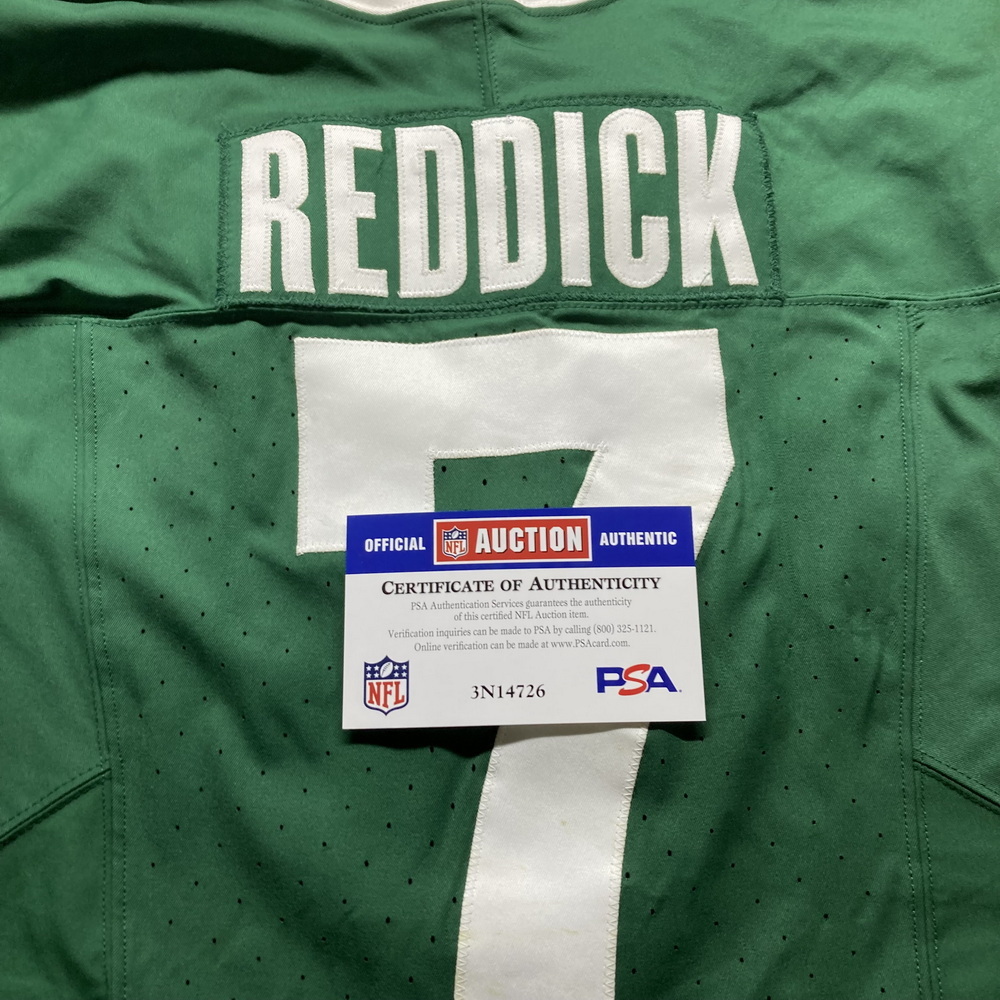 REDDICK
7
OFFICIAL NFL AUCTION AUTHENTIC
CERTIFICATE OF AUTHENTICITY
PSA Authentication Services guarantees the authenticity
of this certified NFL Auction item.
Verification inquiries can be made to PSA by calling (800) 325-1121.
Online verification can be made at www.PSAcard.com.
NFL 3N14726 PSA